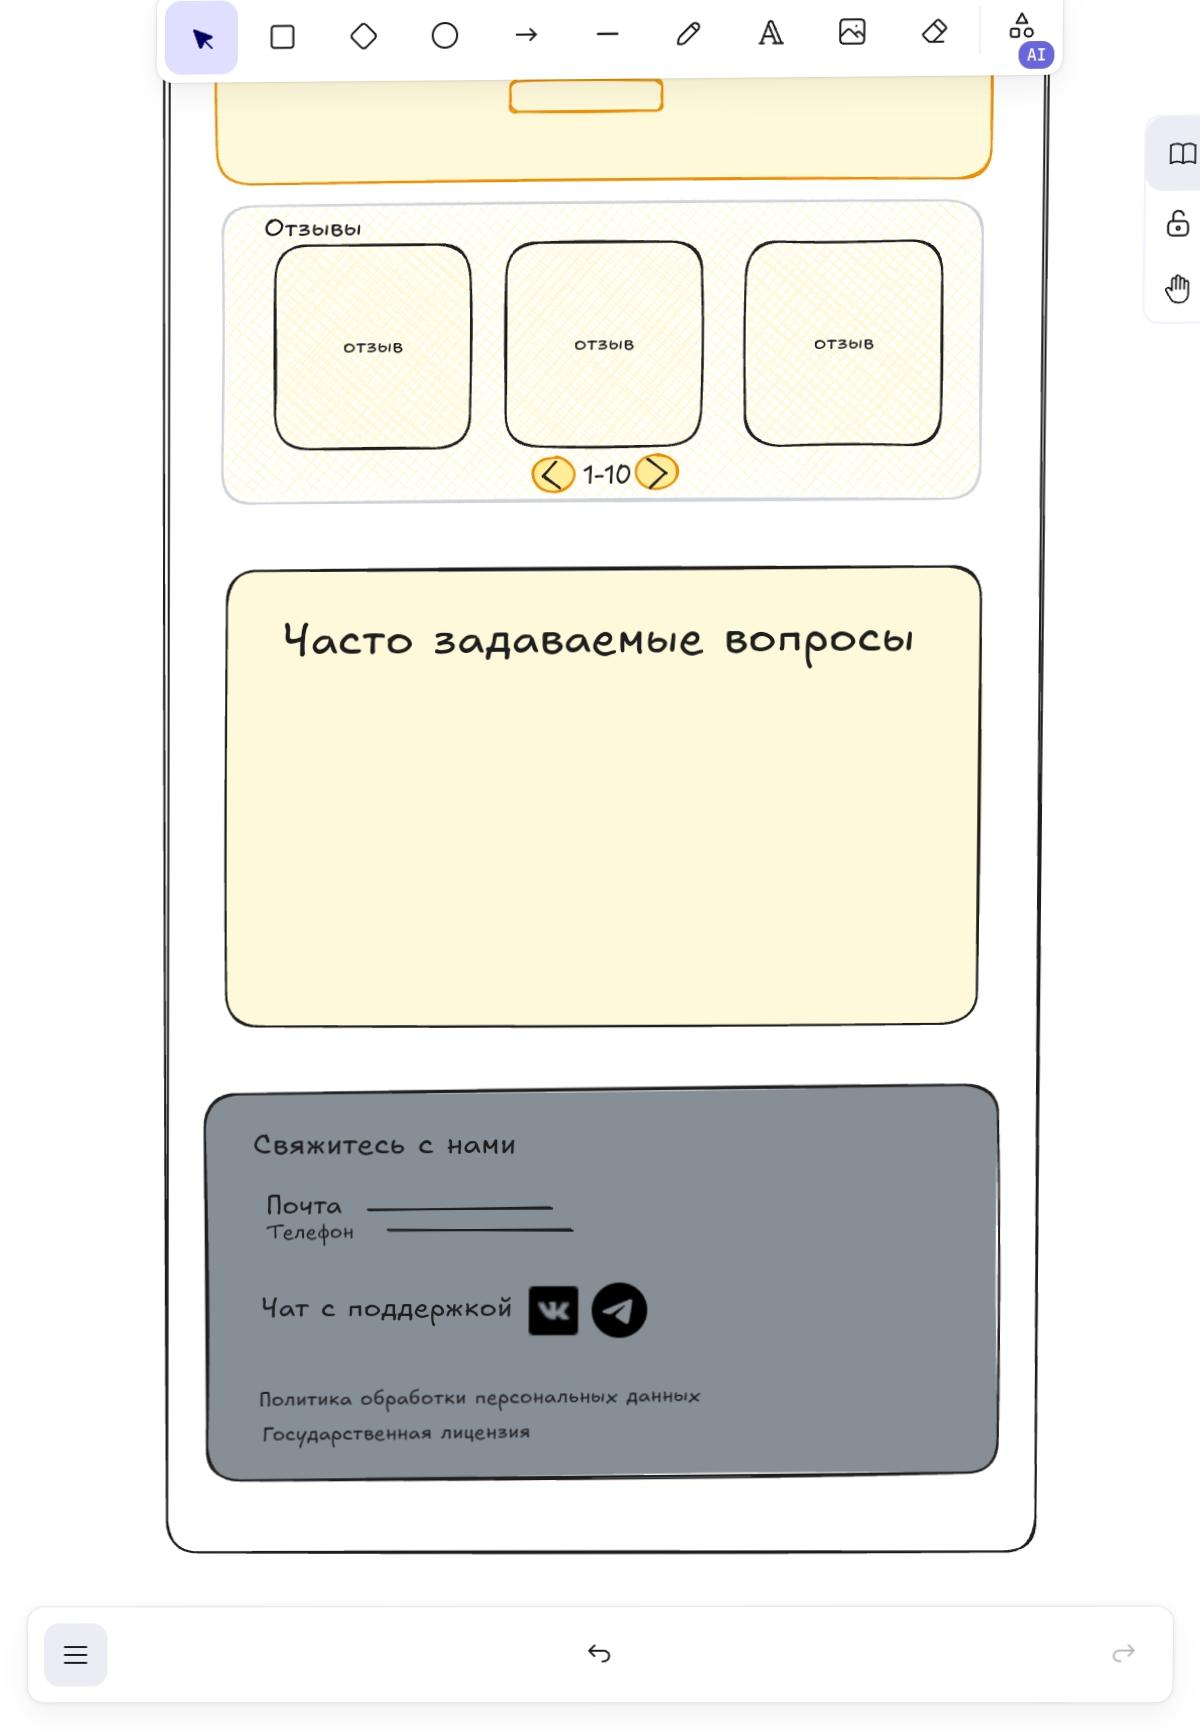 AI
Отзывы
отзыв отзыв отзыв
1-10
Часто задаваемые вопросы
Свяжитесь с нами
Почта
Телефон
Чат с поддержкой
Политика обработки персональных данных
Государственная лицензия